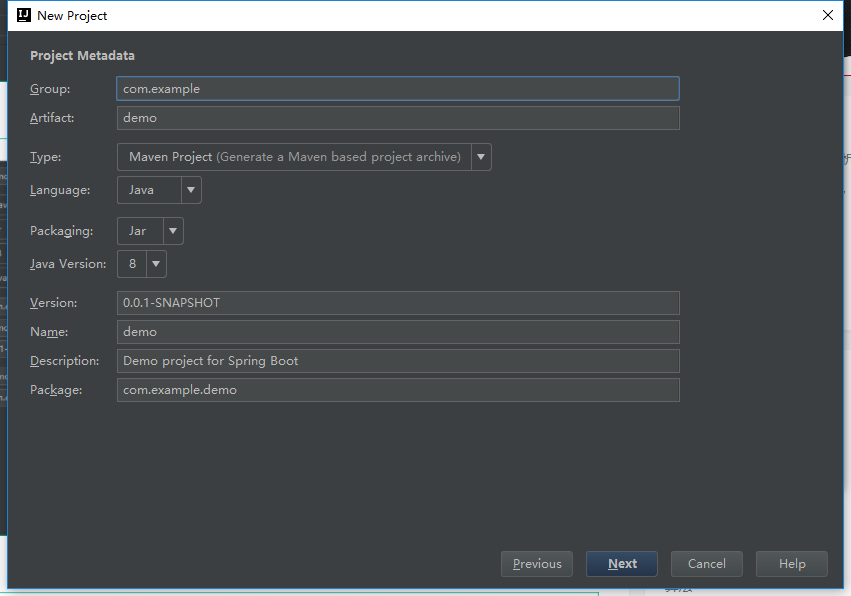 New Project
Project Metadata
Group: com.example
Artifact: demo
Type: Maven Project (Generate a Maven based project archive)
Language: Java
Packaging: Jar
Java Version: 8
Version: 0.0.1-SNAPSHOT
Name: demo
Description: Demo project for Spring Boot
Package: com.example.demo
Previous Next Cancel Help